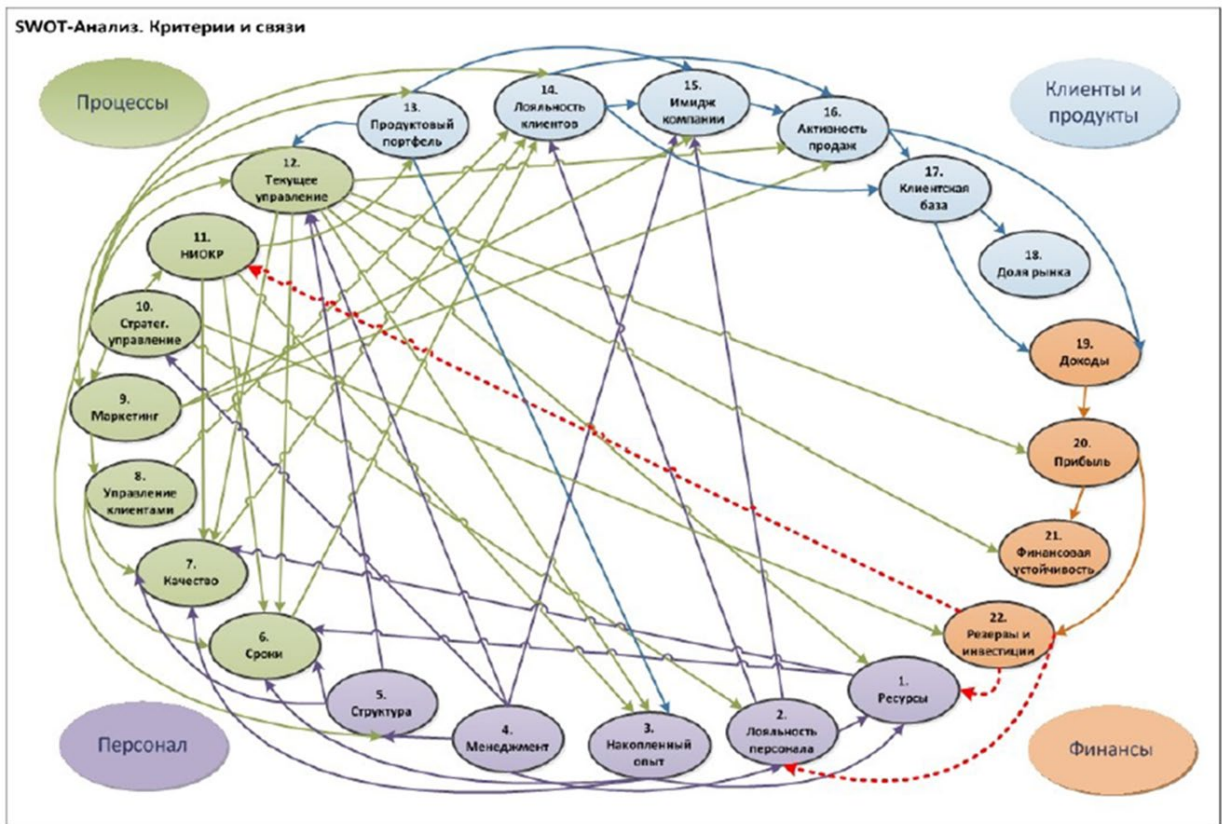 SWOT-Анализ. Критерии и связи
Процессы
Клиенты и
продукты
Персонал
Финансы
1.
Ресурсы
2.
Лояльность
персонала
3.
Накопленный
опыт
4.
Менеджмент
5.
Структура
6.
Сроки
7.
Качество
8.
Управление
клиентами
9.
Маркетинг
10.
Стратег.
управление
11.
НИОКР
12.
Текущее
управление
13.
Продуктовый
портфель
14.
Лояльность
клиентов
15.
Имидж
компании
16.
Активность
продаж
17.
Клиентская
база
18.
Доля рынка
19.
Доходы
20.
Прибыль
21.
Финансовая
устойчивость
22.
Резервы и
инвестиции